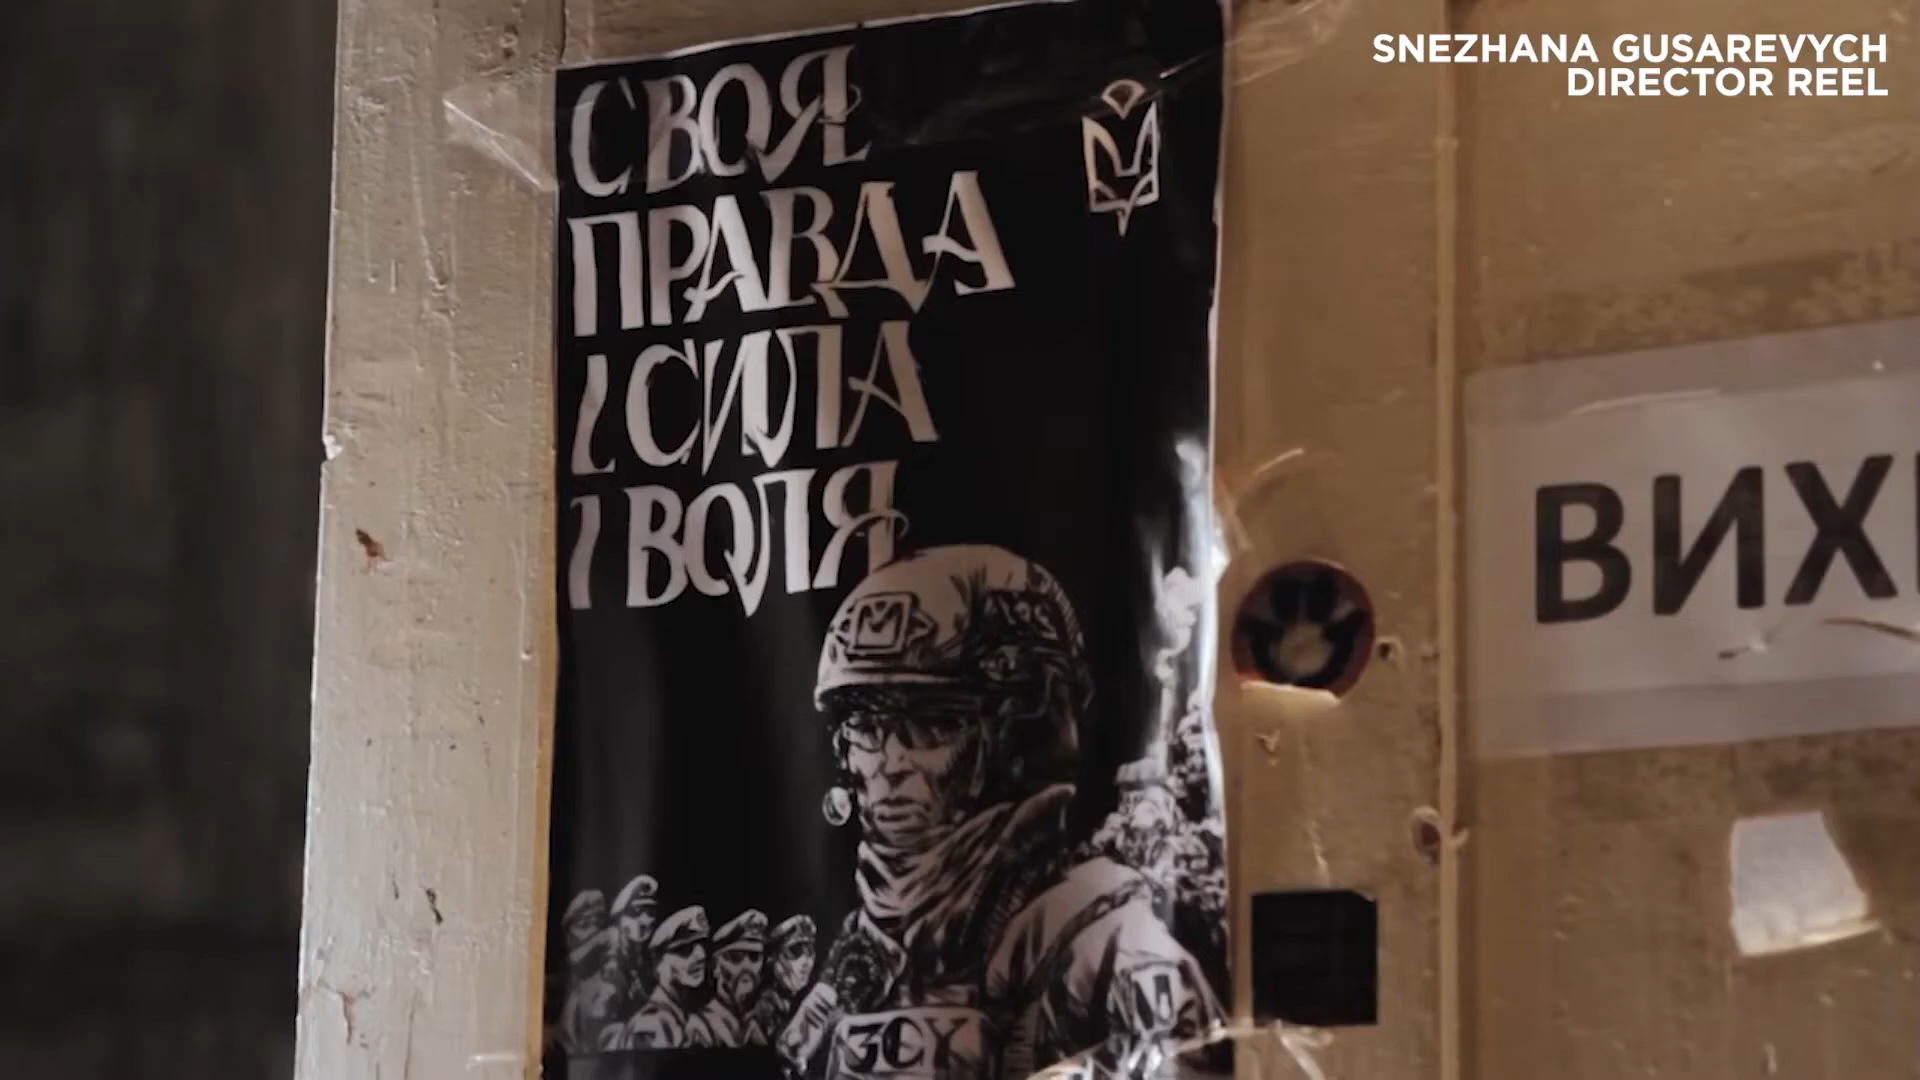 SNEZHANA GUSAREVYCH
DIRECTOR REEL
СВОЯ
ПРАВДА
І СИЛА
І ВОЛЯ
ЗСУ
ВИХ